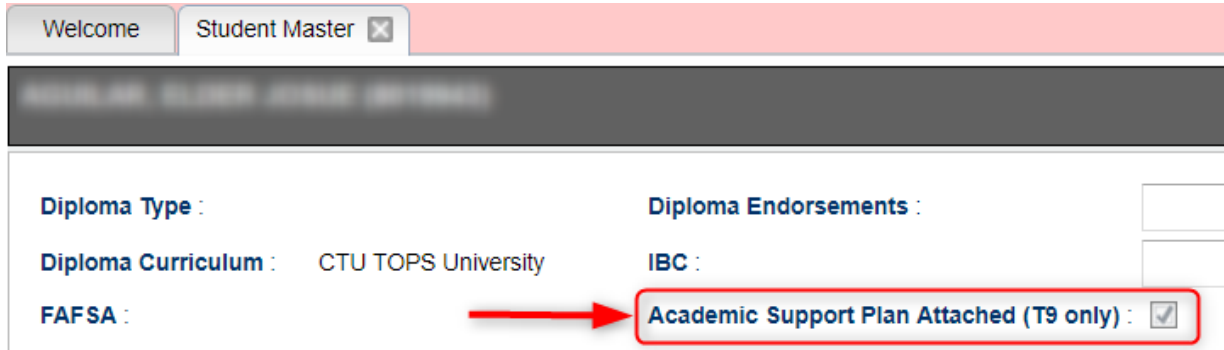 Welcome Student Master
Diploma Type : Diploma Endorsements :
Diploma Curriculum : CTU TOPS University IBC :
FAFSA : Academic Support Plan Attached (T9 only) :